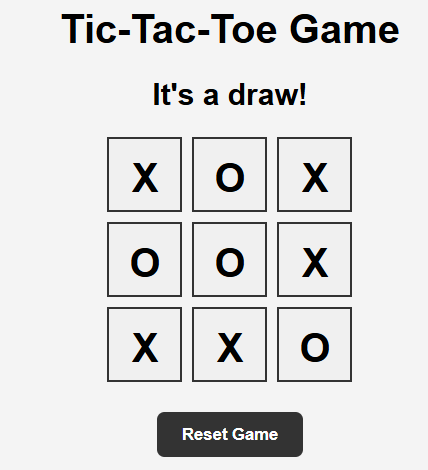 Tic-Tac-Toe Game
It's a draw!
X O X
O O X
X X O
Reset Game